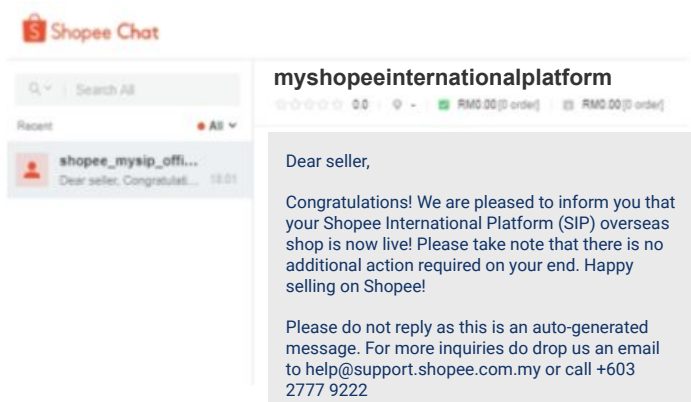 Shopee Chat
Search All
Recent
All
shopee_mysip_offi...
Dear seller, Congratulati... 18:01
myshopeeinternationalplatform
0.0 - RM0.00[0 order] RM0.00[0 order]
Dear seller,
Congratulations! We are pleased to inform you that
your Shopee International Platform (SIP) overseas
shop is now live! Please take note that there is no
additional action required on your end. Happy
selling on Shopee!
Please do not reply as this is an auto-generated
message. For more inquiries do drop us an email
to help@support.shopee.com.my or call +603
2777 9222